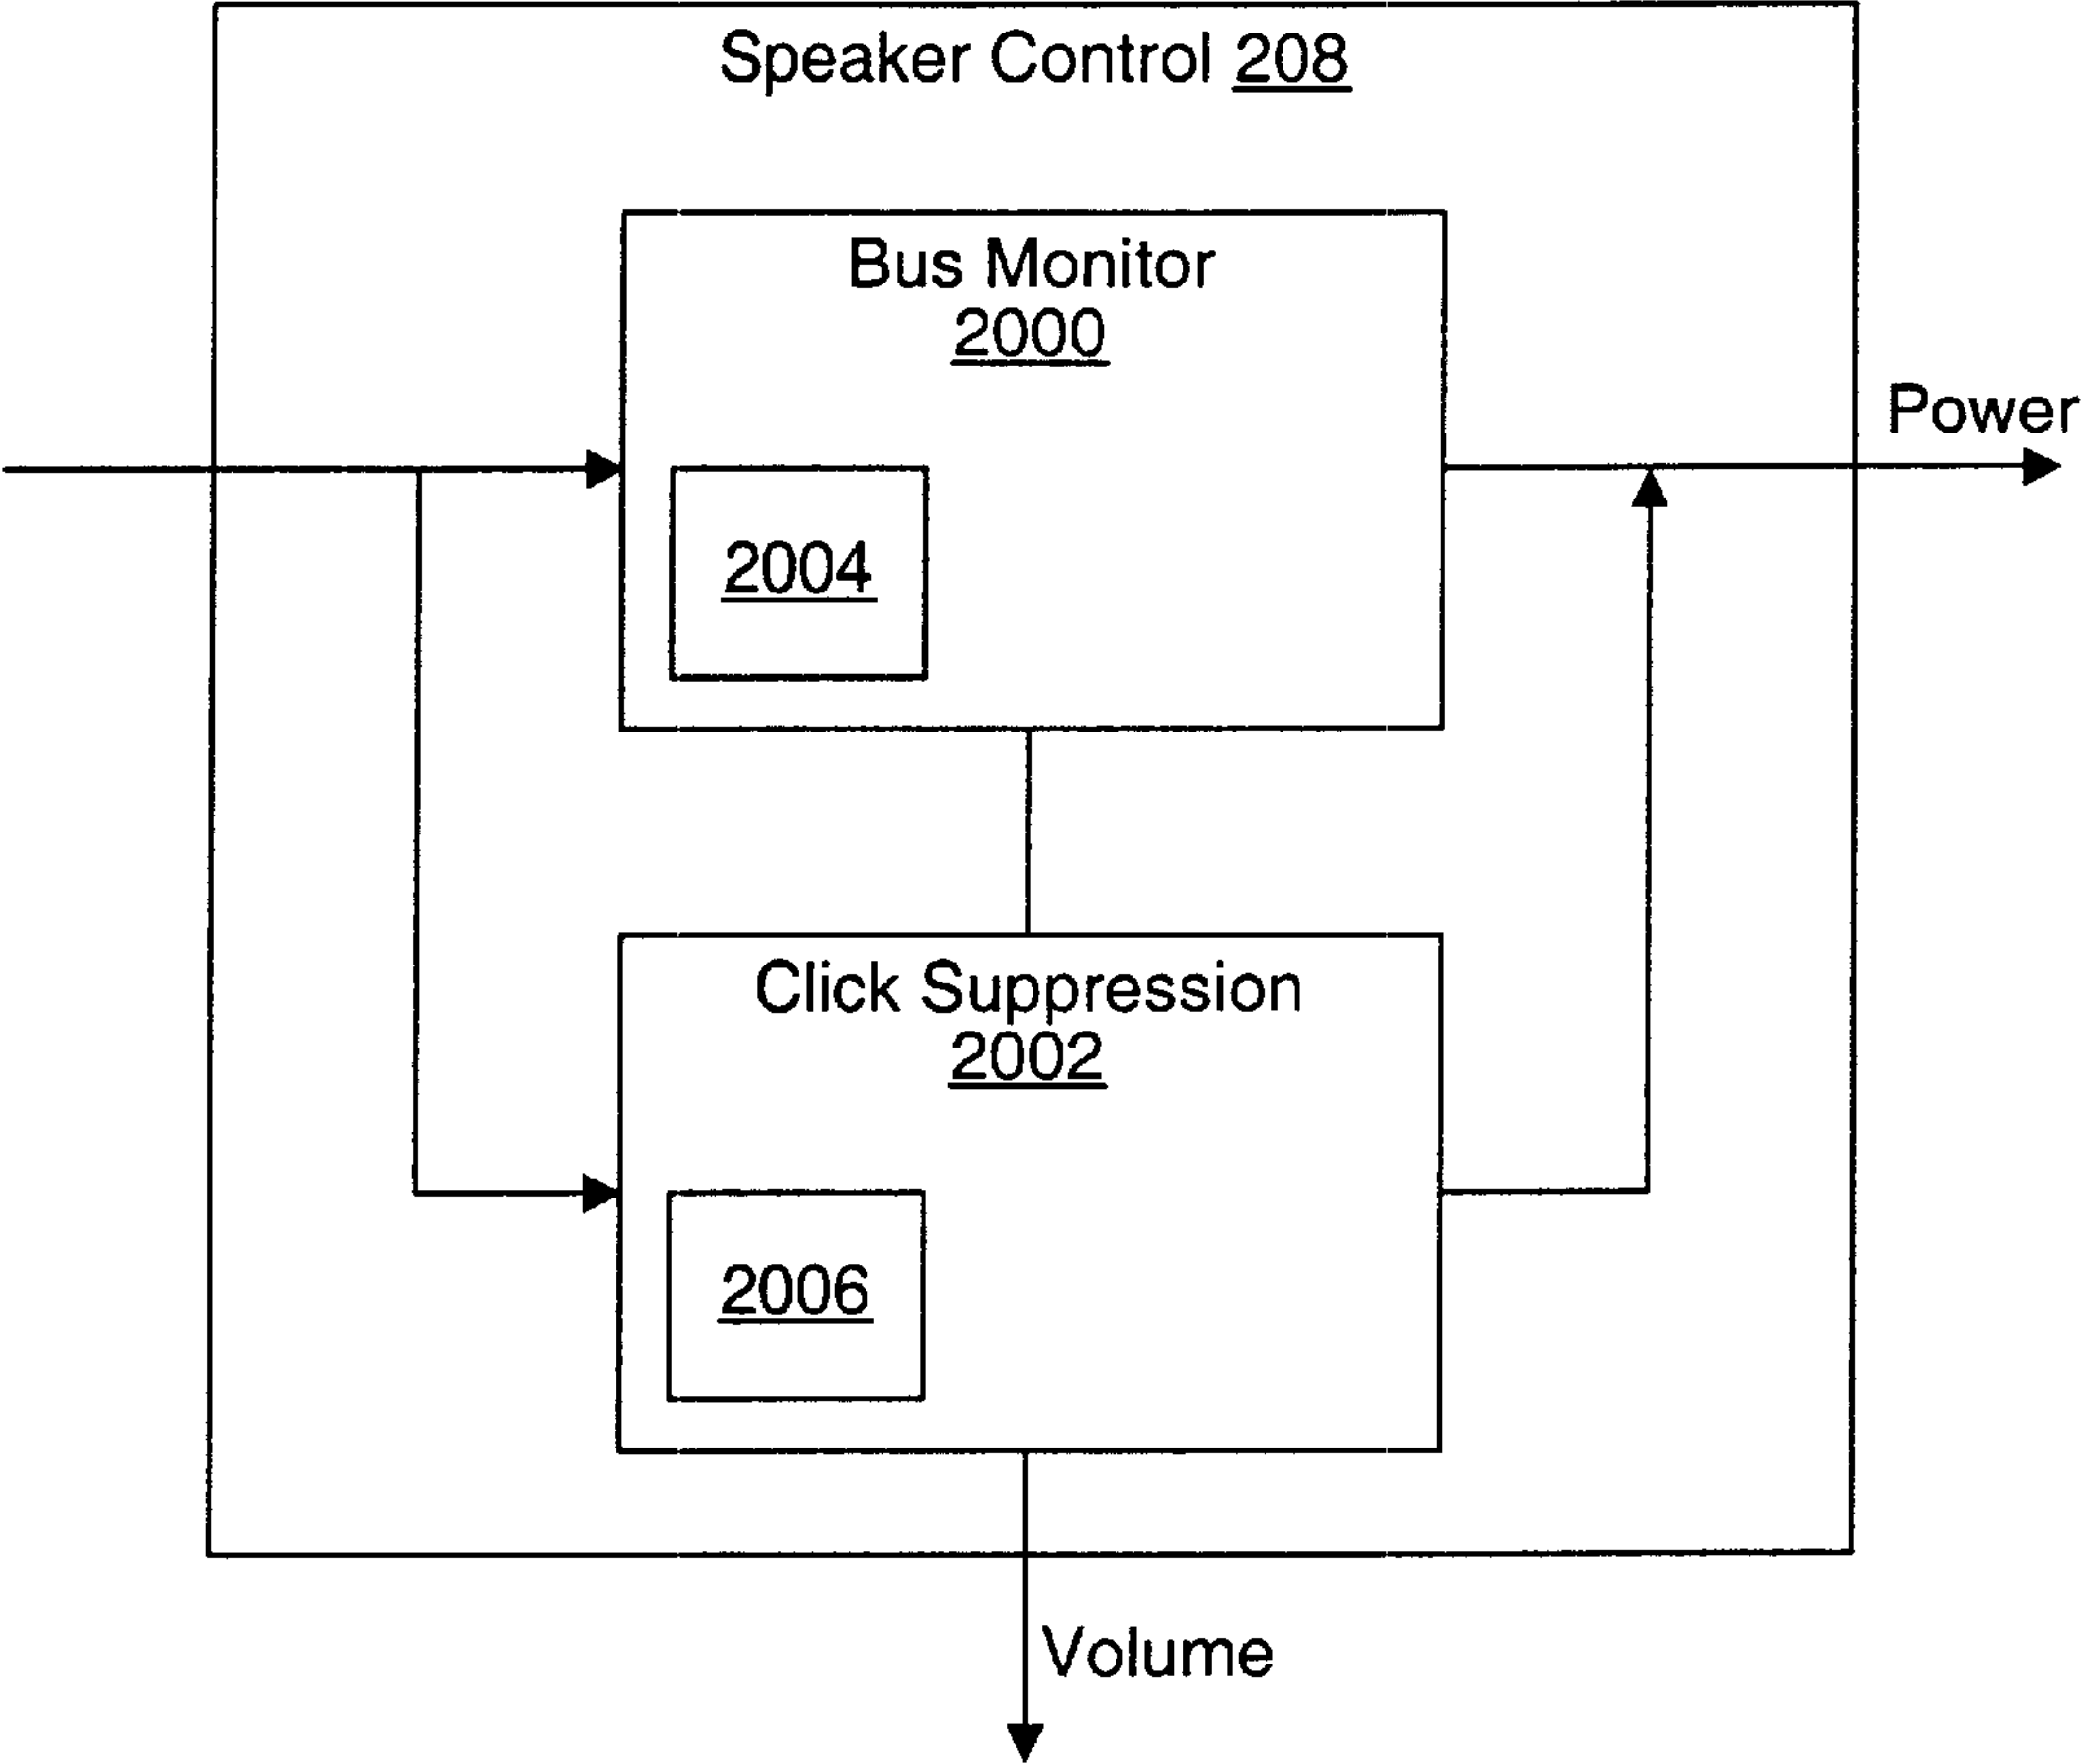 Speaker Control 208
Bus Monitor
2000
Power
2004
Click Suppression
2002
2006
Volume